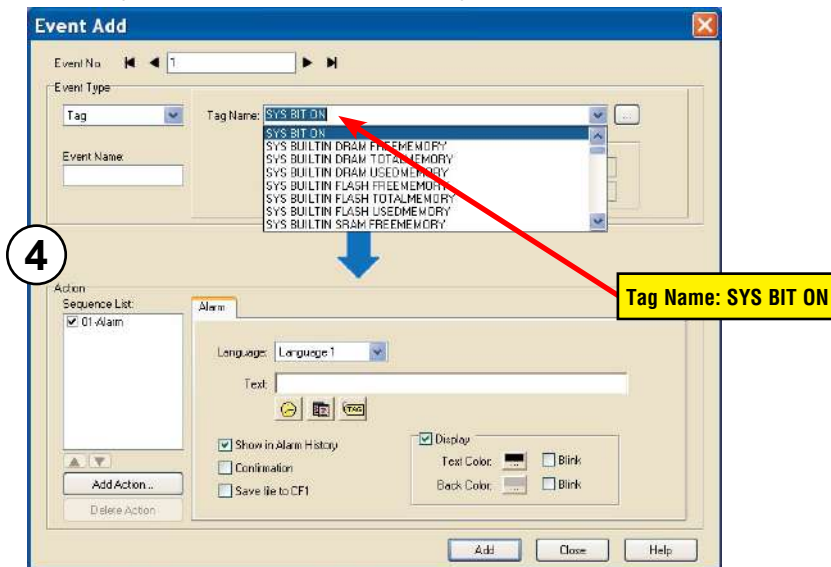 Event Add
Event No 1
Event Type
Tag
Tag Name: SYS BIT ON
...
SYS BIT ON
SYS BUILTIN DRAM FREEMEMORY
Event Name:
SYS BUILTIN DRAM TOTALMEMORY
SYS BUILTIN DRAM USEDMEMORY
SYS BUILTIN FLASH FREEMEMORY
SYS BUILTIN FLASH TOTALMEMORY
SYS BUILTIN FLASH USEDMEMORY
SYS BUILTIN SRAM FREEMEMORY
4
Tag Name: SYS BIT ON
Action
Sequence List:
01-Alarm
Alarm
Language: Language 1
Text:
TAG
Show in Alarm History
Confirmation
Save file to CF1
Display
Text Color: ... Blink
Back Color: ... Blink
Add Action...
Delete Action
Add Close Help